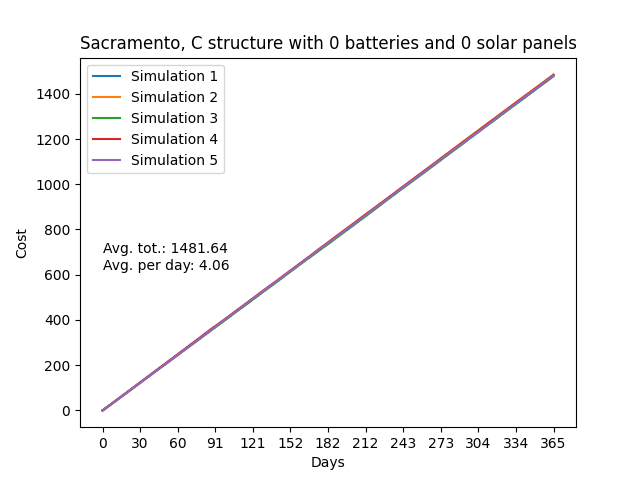 Sacramento, C structure with 0 batteries and 0 solar panels
Simulation 1
Simulation 2
Simulation 3
Simulation 4
Simulation 5
Avg. tot.: 1481.64
Avg. per day: 4.06
Cost
1400
1200
1000
800
600
400
200
0
0 30 60 91 121 152 182 212 243 273 304 334 365
Days